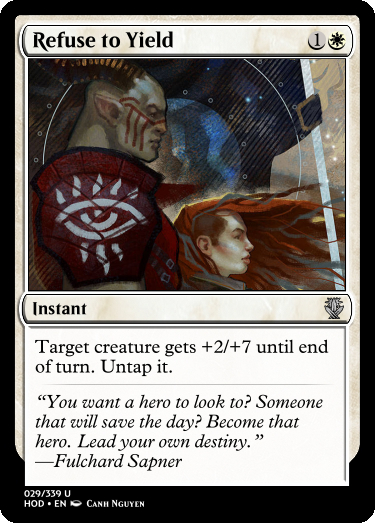 Refuse to Yield 1
Instant
Target creature gets +2/+7 until end
of turn. Untap it.
“You want a hero to look to? Someone
that will save the day? Become that
hero. Lead your own destiny.”
—Fulchard Sapner
029/339 U
HOD • EN Canh Nguyen